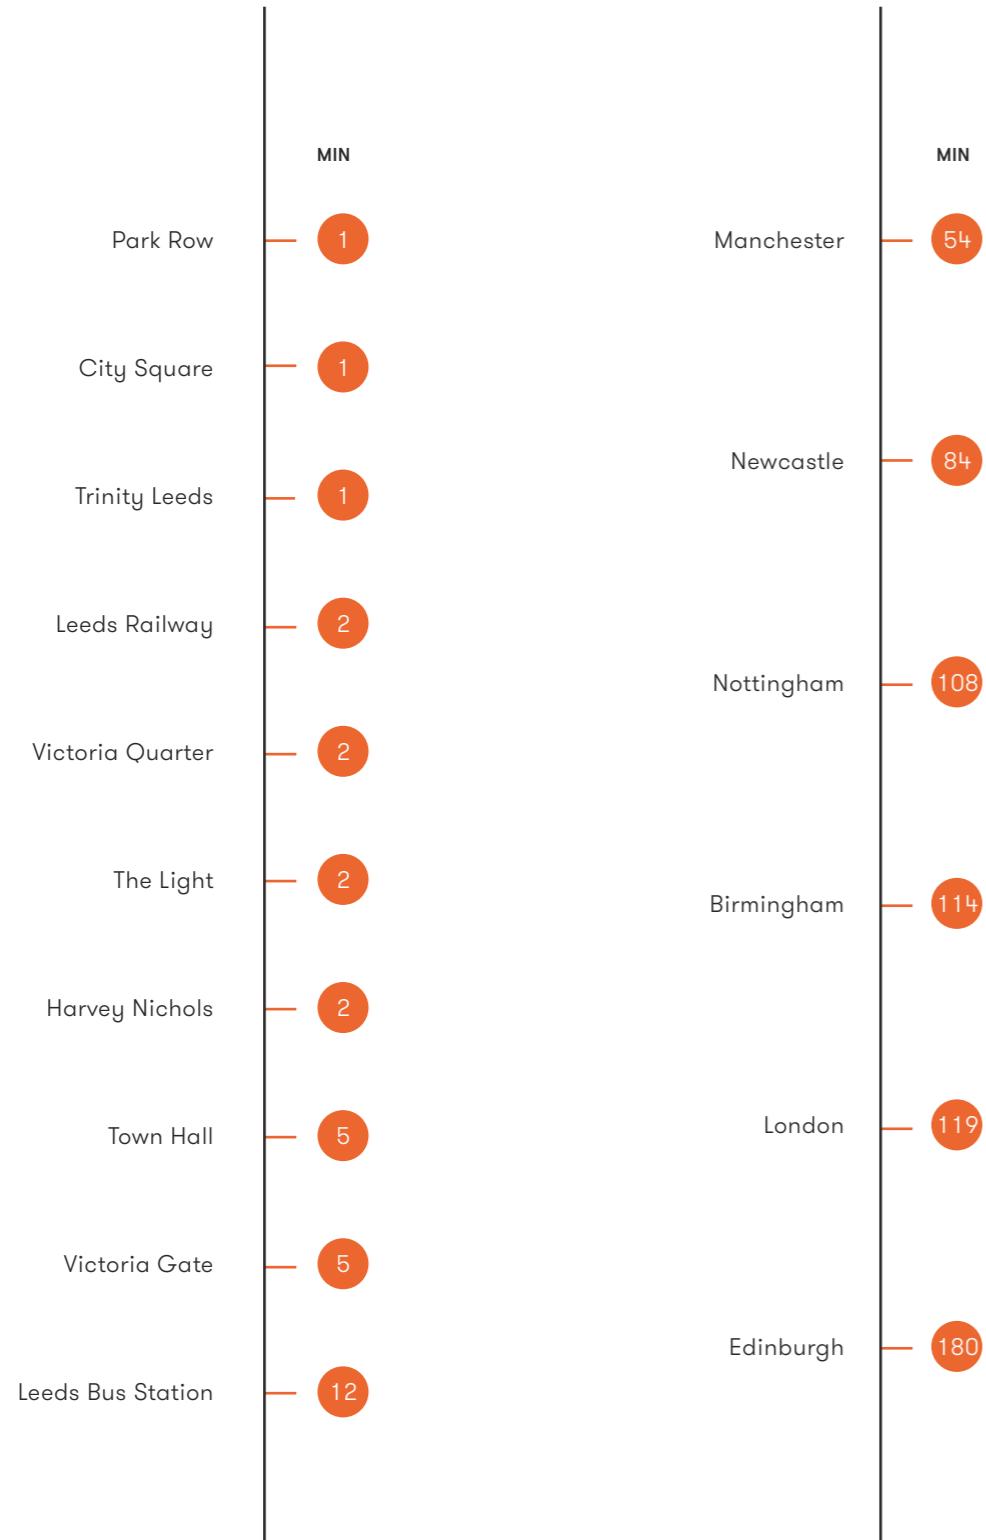 MIN
Park Row 1
City Square 1
Trinity Leeds 1
Leeds Railway 2
Victoria Quarter 2
The Light 2
Harvey Nichols 2
Town Hall 5
Victoria Gate 5
Leeds Bus Station 12
MIN
Manchester 54
Newcastle 84
Nottingham 108
Birmingham 114
London 119
Edinburgh 180